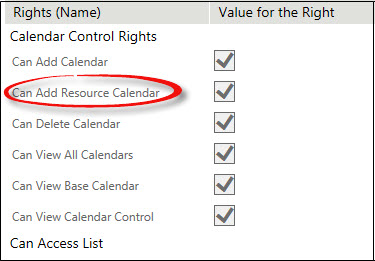 Rights (Name) Value for the Right
Calendar Control Rights
Can Add Calendar
Can Add Resource Calendar
Can Delete Calendar
Can View All Calendars
Can View Base Calendar
Can View Calendar Control
Can Access List